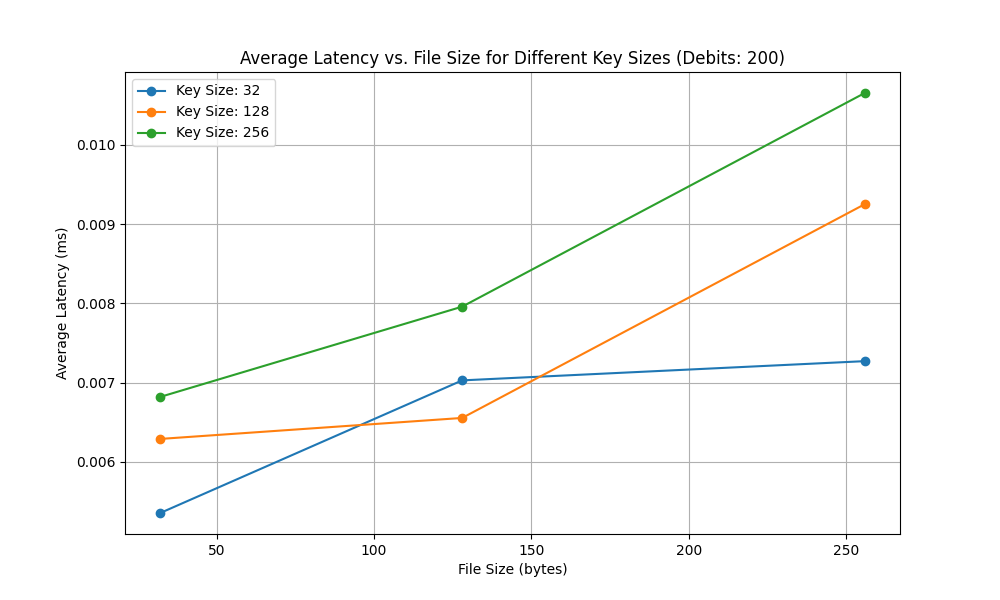 Average Latency vs. File Size for Different Key Sizes (Debits: 200)
Key Size: 32
Key Size: 128
Key Size: 256
Average Latency (ms)
0.010
0.009
0.008
0.007
0.006
50
100
150
200
250
File Size (bytes)